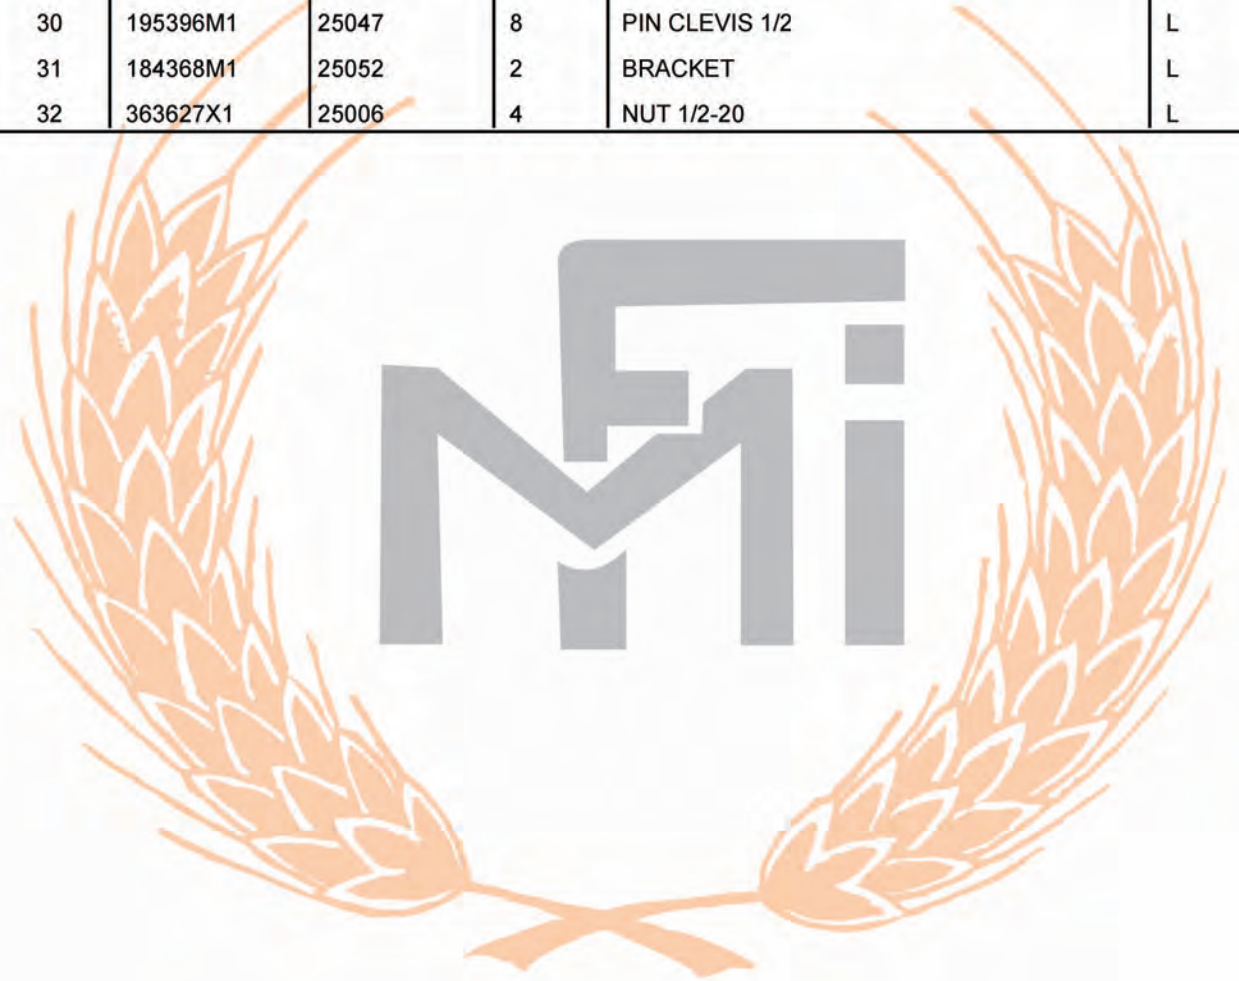 30 195396M1 25047 8 PIN CLEVIS 1/2 L
31 184368M1 25052 2 BRACKET L
32 363627X1 25006 4 NUT 1/2-20 L
MFi